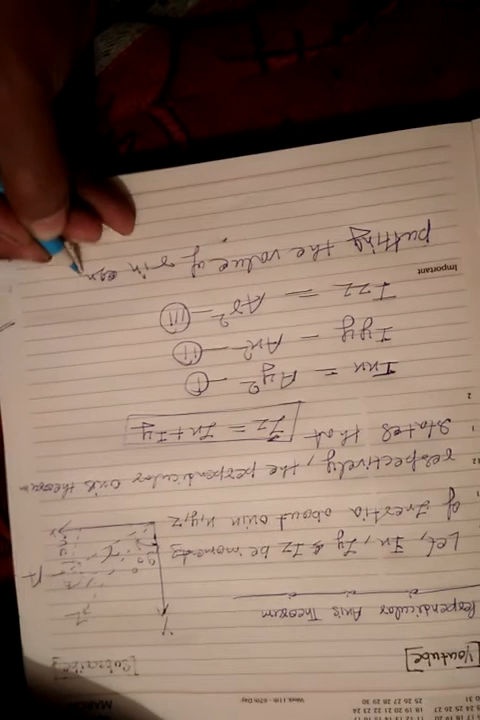 [Youtube] [Subscribe]
Perpendicular Axis Theorum
Let, Ix, Iy & Iz be moments
of Inertia about axis x, y, z
respectively, the perpendicular axis theorum
states that
Iz = Ix + Iy
Ixx = Ay² — (I)
Iyy — Ax² — (II)
Izz = Ar² — (III)
Important
putting the value of r in eqn